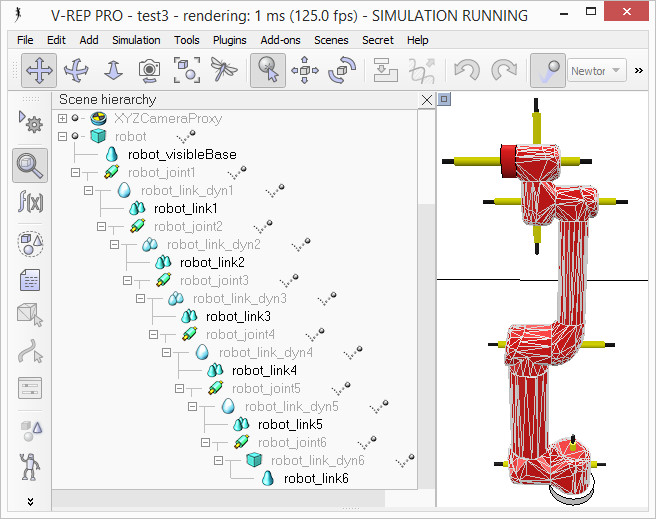 V-REP PRO - test3 - rendering: 1 ms (125.0 fps) - SIMULATION RUNNING
File Edit Add Simulation Tools Plugins Add-ons Scenes Secret Help
Newtor
»
Scene hierarchy
f(x)
XYZCameraProxy
robot
robot_visibleBase
robot_joint1
robot_link_dyn1
robot_link1
robot_joint2
robot_link_dyn2
robot_link2
robot_joint3
robot_link_dyn3
robot_link3
robot_joint4
robot_link_dyn4
robot_link4
robot_joint5
robot_link_dyn5
robot_link5
robot_joint6
robot_link_dyn6
robot_link6